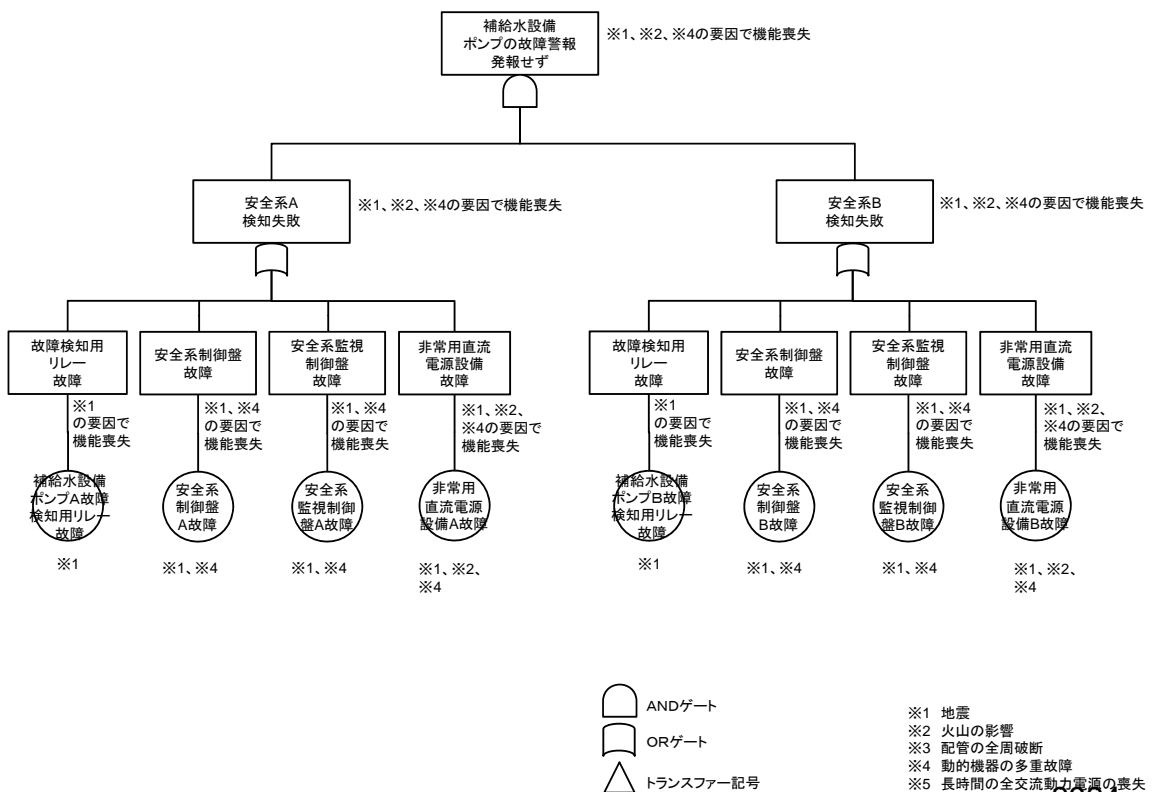 補給水設備
ポンプの故障警報
発報せず
※1、※2、※4の要因で機能喪失
安全系A
検知失敗
※1、※2、※4の要因で機能喪失
安全系B
検知失敗
※1、※2、※4の要因で機能喪失
故障検知用
リレー
故障
安全系制御盤
故障
安全系監視
制御盤
故障
非常用直流
電源設備
故障
故障検知用
リレー
故障
安全系制御盤
故障
安全系監視
制御盤
故障
非常用直流
電源設備
故障
※1
の要因で
機能喪失
※1、※4
の要因で
機能喪失
※1、※4
の要因で
機能喪失
※1、※2、
※4の要因で
機能喪失
※1
の要因で
機能喪失
※1、※4
の要因で
機能喪失
※1、※4
の要因で
機能喪失
※1、※2、
※4の要因で
機能喪失
補給水設備
ポンプA故障
検知用リレー
故障
安全系
制御盤
A故障
安全系
監視制御
盤A故障
非常用
直流電源
設備A故障
補給水設備
ポンプB故障
検知用リレー
故障
安全系
制御盤
B故障
安全系
監視制御
盤B故障
非常用
直流電源
設備B故障
※1
※1、※4
※1、※4
※1、※2、
※4
※1
※1、※4
※1、※4
※1、※2、
※4
ANDゲート
ORゲート
トランスファー記号
※1 地震
※2 火山の影響
※3 配管の全周破断
※4 動的機器の多重故障
※5 長時間の全交流動力電源の喪失